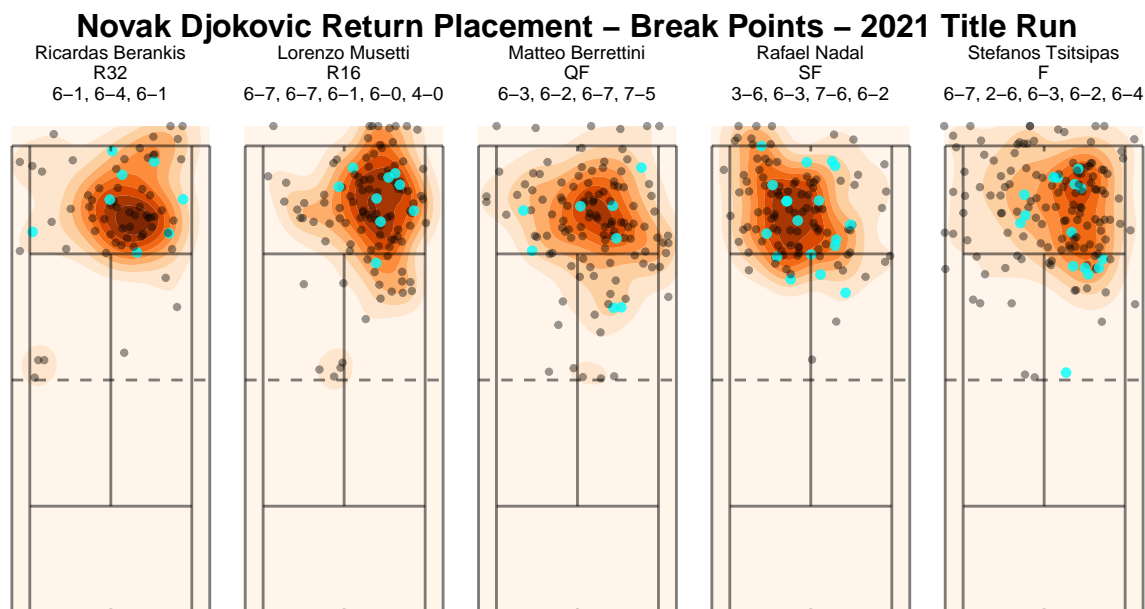 Novak Djokovic Return Placement – Break Points – 2021 Title Run
Ricardas Berankis
R32
6–1, 6–4, 6–1
Lorenzo Musetti
R16
6–7, 6–7, 6–1, 6–0, 4–0
Matteo Berrettini
QF
6–3, 6–2, 6–7, 7–5
Rafael Nadal
SF
3–6, 6–3, 7–6, 6–2
Stefanos Tsitsipas
F
6–7, 2–6, 6–3, 6–2, 6–4